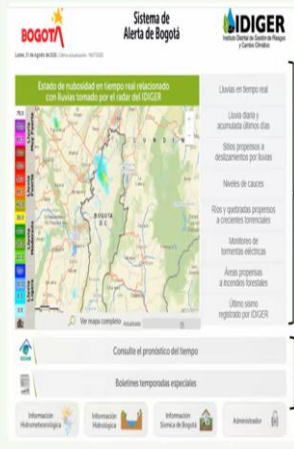 BOGOTÁ
Sistema de
Alerta de Bogotá
IDIGER
Instituto Distrital de Gestión de Riesgos
y Cambio Climático
Estado de nubosidad en tiempo real relacionado
con lluvias tomado por el radar del IDIGER
BOGOTÁ
D.C.
Ver mapa completo
Lluvias en tiempo real
Lluvia diaria y
acumulada últimos días
Sitios propensos a
deslizamientos por lluvias
Niveles de cauces
Ríos y quebradas propensos
a crecientes torrenciales
Monitoreo de
tormentas eléctricas
Áreas propensas
a incendios forestales
Último sismo
registrado por IDIGER
Consulte el pronóstico del tiempo
Boletines temporadas especiales
Información
Hidrometeorológica
Información
Hidrológica
Información
Sísmica de Bogotá
Administrador